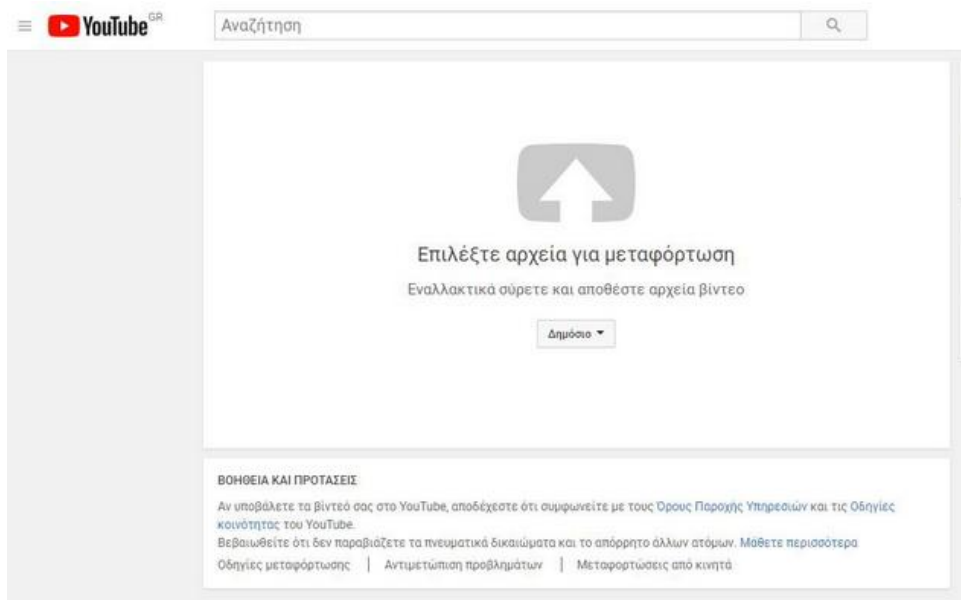 YouTube GR
Αναζήτηση
Επιλέξτε αρχεία για μεταφόρτωση
Εναλλακτικά σύρετε και αποθέστε αρχεία βίντεο
Δημόσιο
ΒΟΗΘΕΙΑ ΚΑΙ ΠΡΟΤΑΣΕΙΣ
Αν υποβάλετε τα βίντεό σας στο YouTube, αποδέχεστε ότι συμφωνείτε με τους Όρους Παροχής Υπηρεσιών και τις Οδηγίες
κοινότητας του YouTube.
Βεβαιωθείτε ότι δεν παραβιάζετε τα πνευματικά δικαιώματα και το απόρρητο άλλων ατόμων. Μάθετε περισσότερα
Οδηγίες μεταφόρτωσης | Αντιμετώπιση προβλημάτων | Μεταφορτώσεις από κινητά